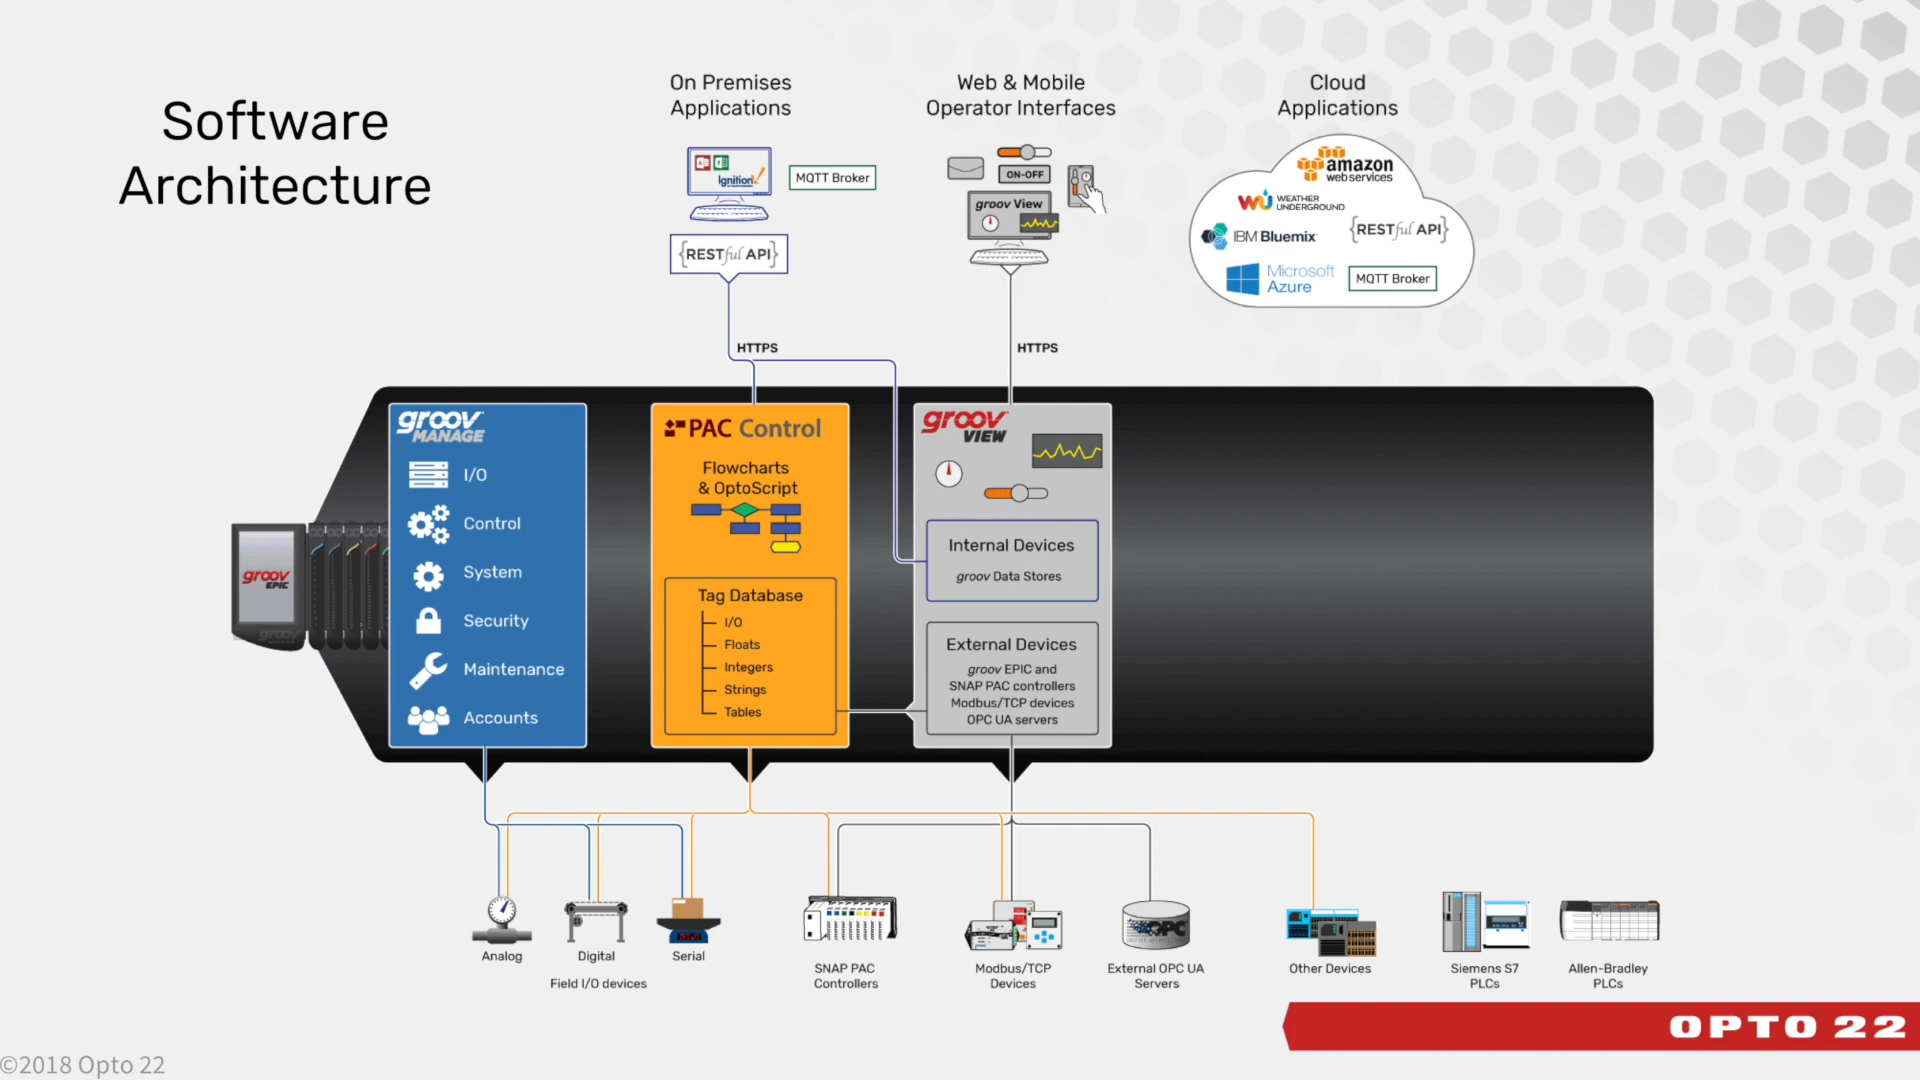 Software
Architecture
On Premises
Applications
Ignition!
MQTT Broker
{RESTful API}
HTTPS
Web & Mobile
Operator Interfaces
ON-OFF
groov View
HTTPS
Cloud
Applications
amazon
webservices
WU WEATHER
UNDERGROUND
IBM Bluemix
{RESTful API}
Microsoft
Azure
MQTT Broker
groov
EPIC
groov
groov
MANAGE
I/O
Control
System
Security
Maintenance
Accounts
PAC Control
Flowcharts
& OptoScript
Tag Database
I/O
Floats
Integers
Strings
Tables
groov
VIEW
Internal Devices
groov Data Stores
External Devices
groov EPIC and
SNAP PAC controllers
Modbus/TCP devices
OPC UA servers
Analog
Digital
Serial
Field I/O devices
SNAP PAC
Controllers
Modbus/TCP
Devices
OPC
External OPC UA
Servers
Other Devices
Siemens S7
PLCs
Allen-Bradley
PLCs
OPTO 22
©2018 Opto 22